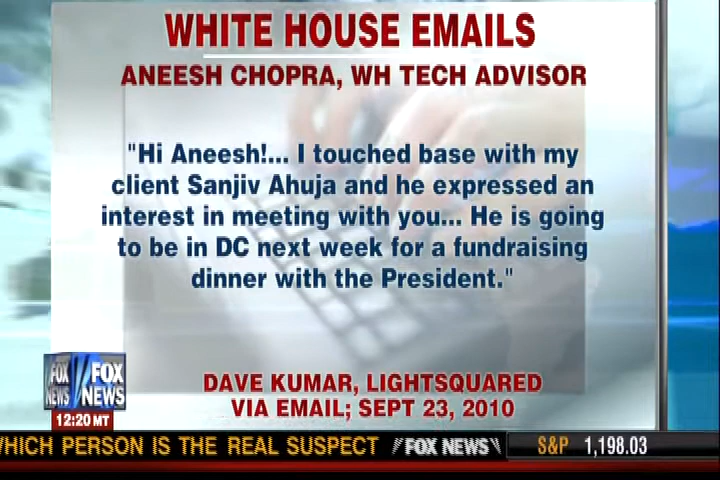 WHITE HOUSE EMAILS
ANEESH CHOPRA, WH TECH ADVISOR
"Hi Aneesh!... I touched base with my
client Sanjiv Ahuja and he expressed an
interest in meeting with you... He is going
to be in DC next week for a fundraising
dinner with the President."
DAVE KUMAR, LIGHTSQUARED
VIA EMAIL; SEPT 23, 2010
FOX NEWS
FOX NEWS
12:20 MT
WHICH PERSON IS THE REAL SUSPECT FOX NEWS S&P 1,198.03